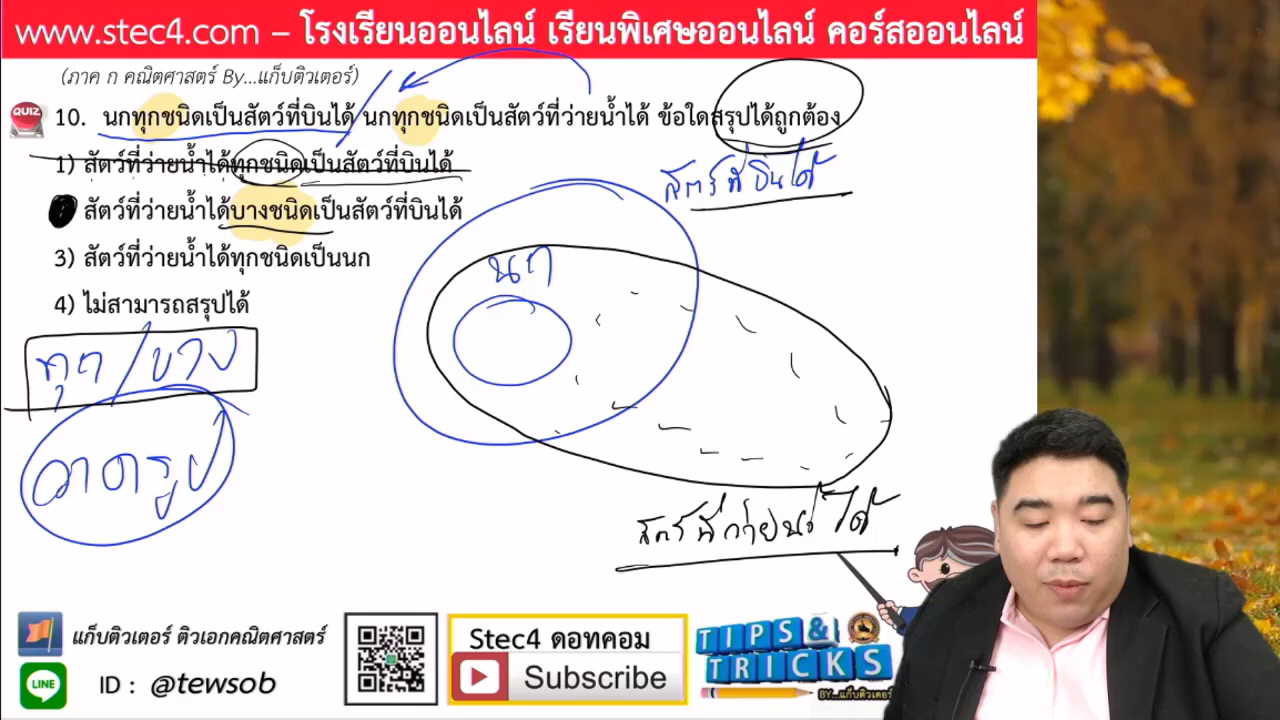 www.stec4.com – โรงเรียนออนไลน์ เรียนพิเศษออนไลน์ คอร์สออนไลน์
(ภาค ก คณิตศาสตร์ By...แก็บติวเตอร์)
QUIZ
10. นกทุกชนิดเป็นสัตว์ที่บินได้ นกทุกชนิดเป็นสัตว์ที่ว่ายน้ำได้ ข้อใดสรุปได้ถูกต้อง
1) สัตว์ที่ว่ายน้ำได้ทุกชนิดเป็นสัตว์ที่บินได้
สัตว์ที่ว่ายน้ำได้บางชนิดเป็นสัตว์ที่บินได้
3) สัตว์ที่ว่ายน้ำได้ทุกชนิดเป็นนก
4) ไม่สามารถสรุปได้
สัตว์ที่บินได้
นก
ทุก/บาง
วาดรูป
สัตว์ที่ว่ายน้ำได้
แก็บติวเตอร์ ติวเอกคณิตศาสตร์
LINE
ID : @tewsob
Stec4 ดอทคอม
Subscribe
TIPS &
TRICKS
BY...แก็บติวเตอร์